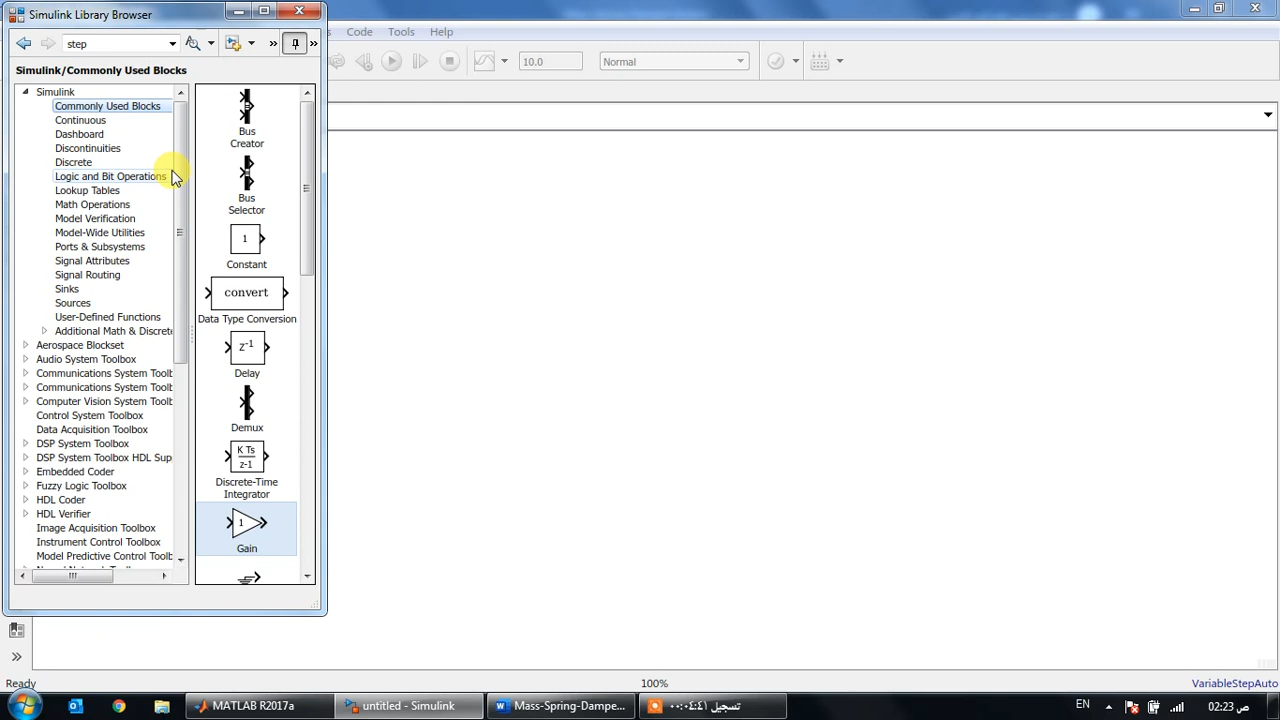 Simulink Library Browser
step
Code Tools Help
10.0
Normal
Simulink/Commonly Used Blocks
Simulink
Commonly Used Blocks
Continuous
Dashboard
Discontinuities
Discrete
Logic and Bit Operations
Lookup Tables
Math Operations
Model Verification
Model-Wide Utilities
Ports & Subsystems
Signal Attributes
Signal Routing
Sinks
Sources
User-Defined Functions
Additional Math & Discrete
Aerospace Blockset
Audio System Toolbox
Communications System Toolb
Communications System Toolb
Computer Vision System Toolb
Control System Toolbox
Data Acquisition Toolbox
DSP System Toolbox
DSP System Toolbox HDL Sup
Embedded Coder
Fuzzy Logic Toolbox
HDL Coder
HDL Verifier
Image Acquisition Toolbox
Instrument Control Toolbox
Model Predictive Control Toolb
Bus
Creator
Bus
Selector
1
Constant
convert
Data Type Conversion
Z-1
Delay
Demux
K Ts
z-1
Discrete-Time
Integrator
1
Gain
Ready
100%
VariableStepAuto
MATLAB R2017a
untitled - Simulink
Mass-Spring-Dampe...
تسجيل ٠٠:٠٤:٤١
EN
02:23 ص